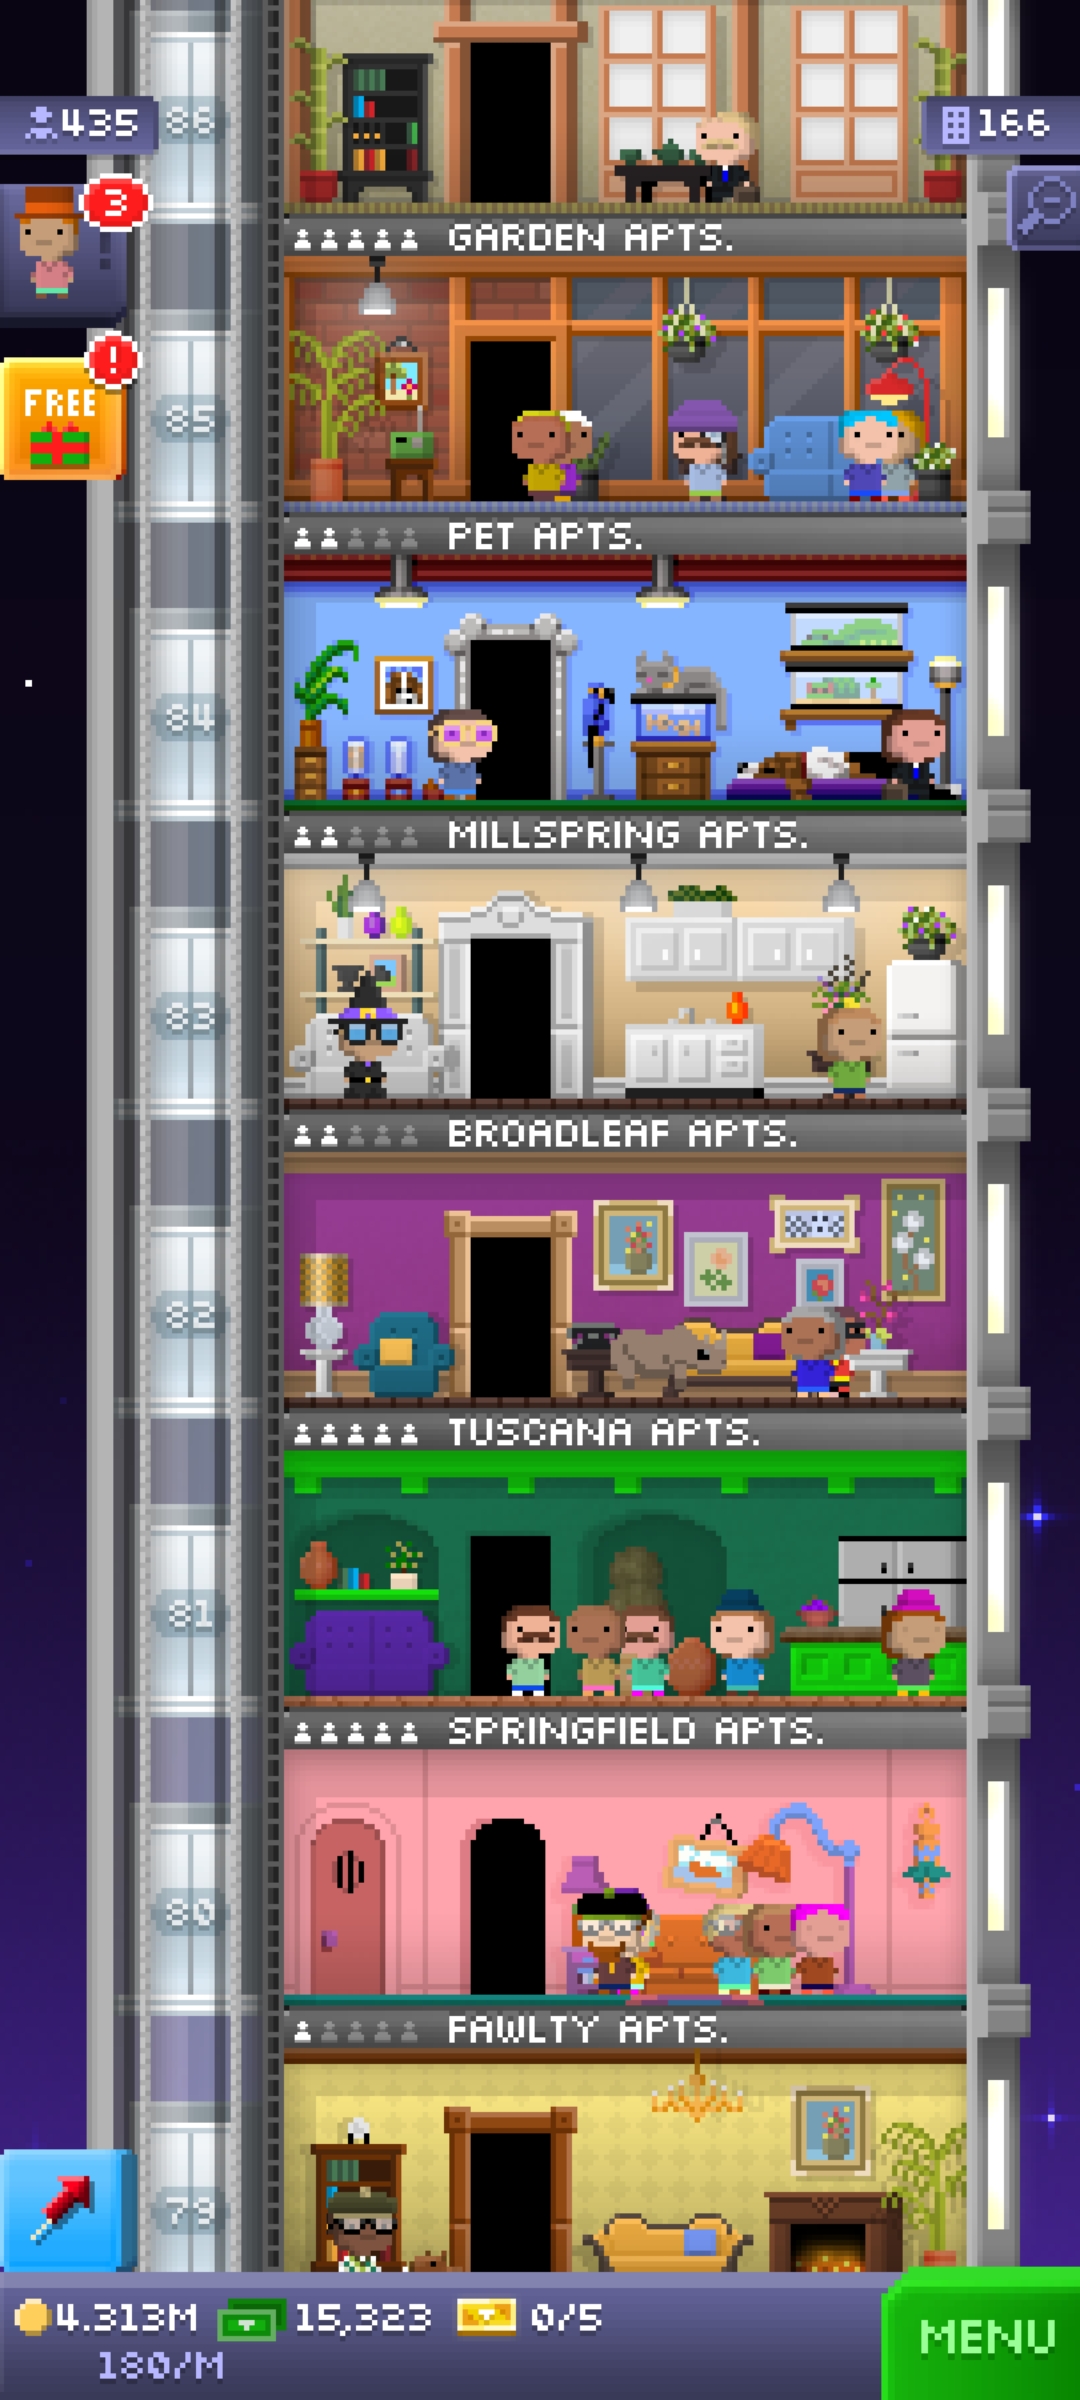 86
435
166
3
GARDEN APTS.
!
FREE
85
PET APTS.
84
MILLSPRING APTS.
83
BROADLEAF APTS.
82
TUSCANA APTS.
81
SPRINGFIELD APTS.
80
FAWLTY APTS.
79
4.313M 15,323 0/5
180/M
MENU